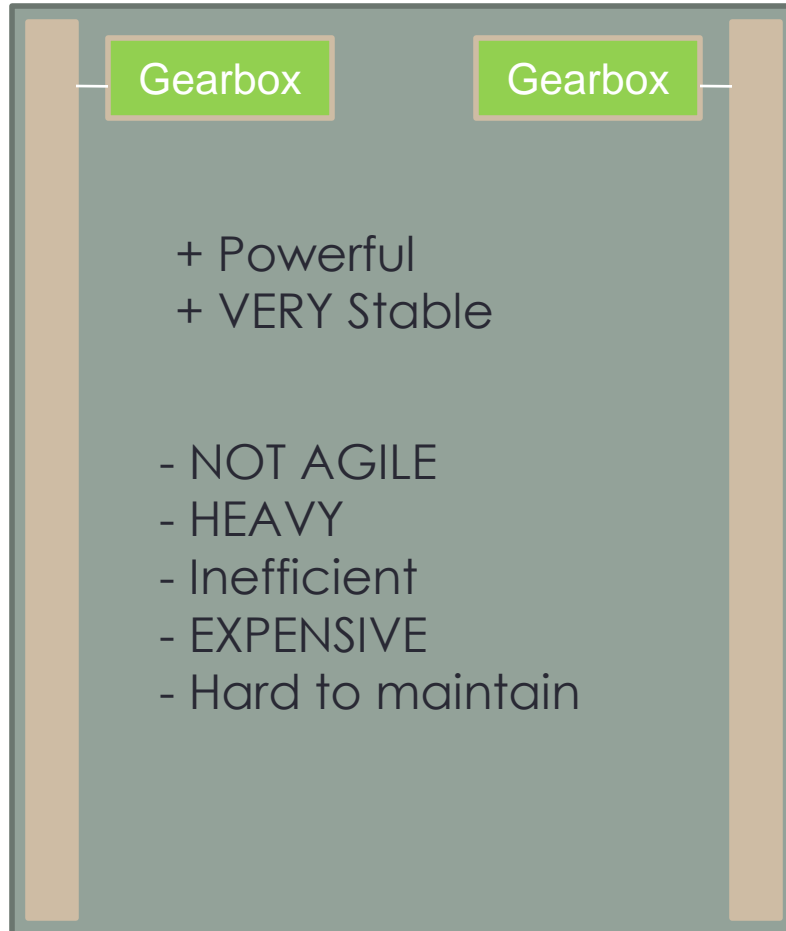 Gearbox Gearbox
+ Powerful
+ VERY Stable
- NOT AGILE
- HEAVY
- Inefficient
- EXPENSIVE
- Hard to maintain